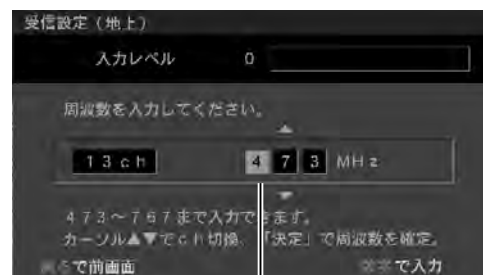 受信設定（地上）
入力レベル 0
周波数を入力してください。
13ch 473 MHz
473～767まで入力できます。
カーソル▲▼でch切換、「決定」で周波数を確定。
で前画面 で入力